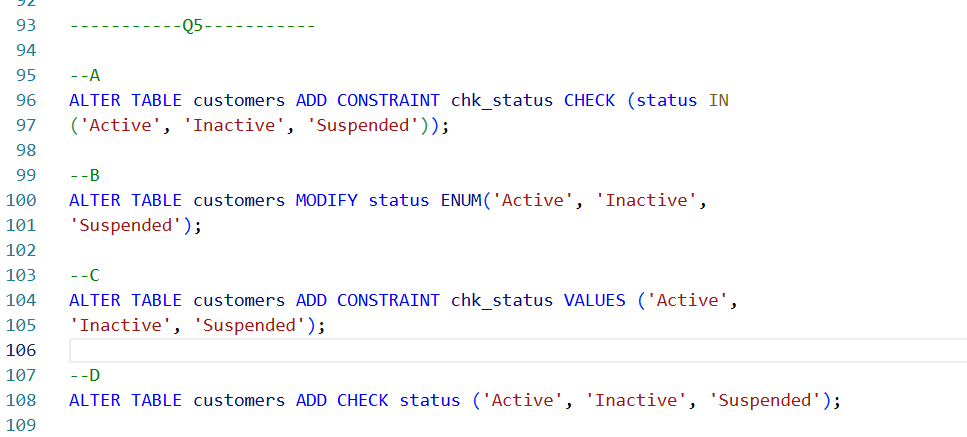 92
93 -----------Q5-----------
94
95 --A
96 ALTER TABLE customers ADD CONSTRAINT chk_status CHECK (status IN
97 ('Active', 'Inactive', 'Suspended'));
98
99 --B
100 ALTER TABLE customers MODIFY status ENUM('Active', 'Inactive',
101 'Suspended');
102
103 --C
104 ALTER TABLE customers ADD CONSTRAINT chk_status VALUES ('Active',
105 'Inactive', 'Suspended');
106
107 --D
108 ALTER TABLE customers ADD CHECK status ('Active', 'Inactive', 'Suspended');
109